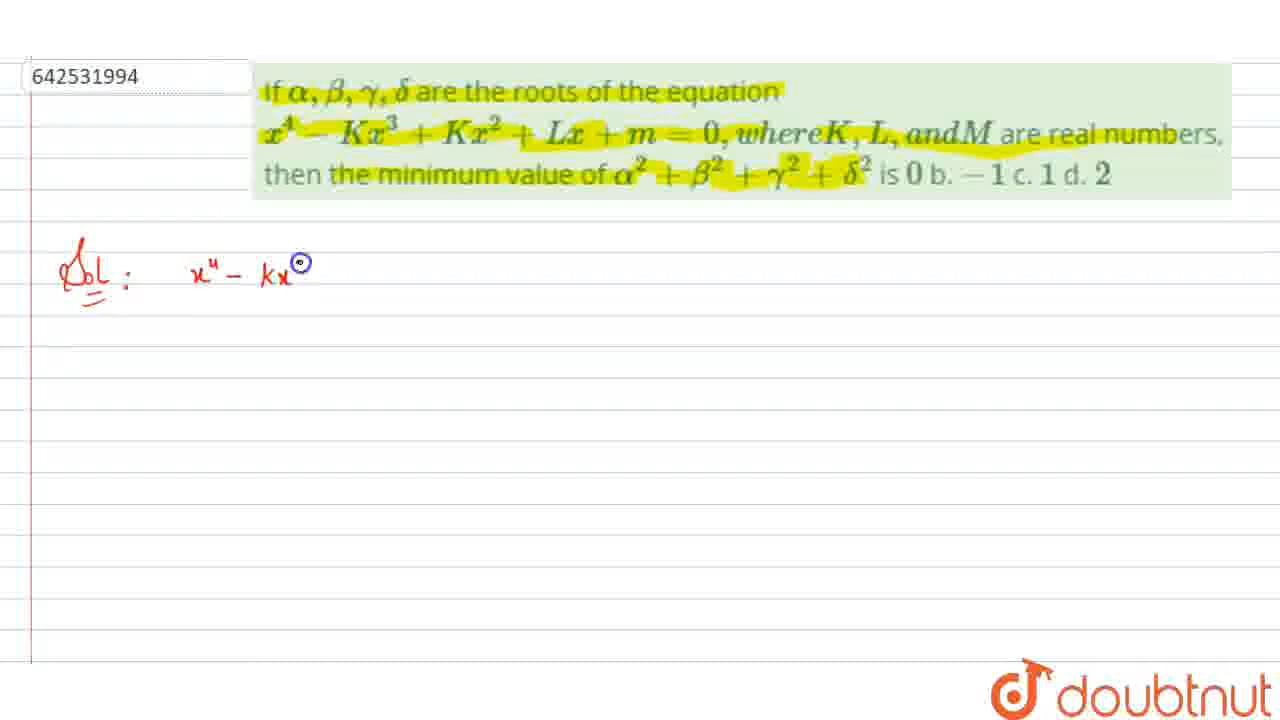 642531994
If α, β, γ, δ are the roots of the equation
x⁴ − Kx³ + Kx² + Lx + m = 0, whereK, L, andM are real numbers,
then the minimum value of α² + β² + γ² + δ² is 0 b. −1 c. 1 d. 2
Sol : x⁴ − kx
doubtnut